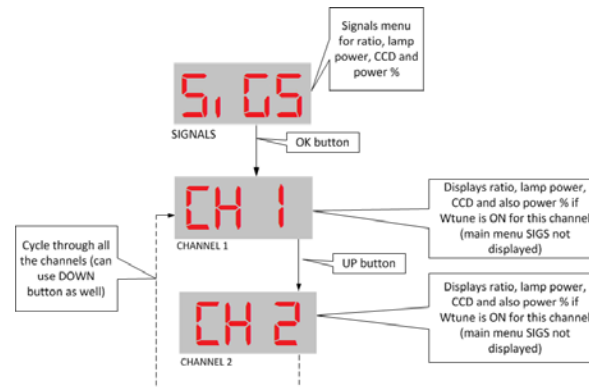 Signals menu
for ratio, lamp
power, CCD and
power %
Si GS
SIGNALS
OK button
CH 1
CHANNEL 1
Displays ratio, lamp power,
CCD and also power % if
Wtune is ON for this channel
(main menu SIGS not
displayed)
Cycle through all
the channels (can
use DOWN
button as well)
UP button
CH 2
CHANNEL 2
Displays ratio, lamp power,
CCD and also power % if
Wtune is ON for this channel
(main menu SIGS not
displayed)